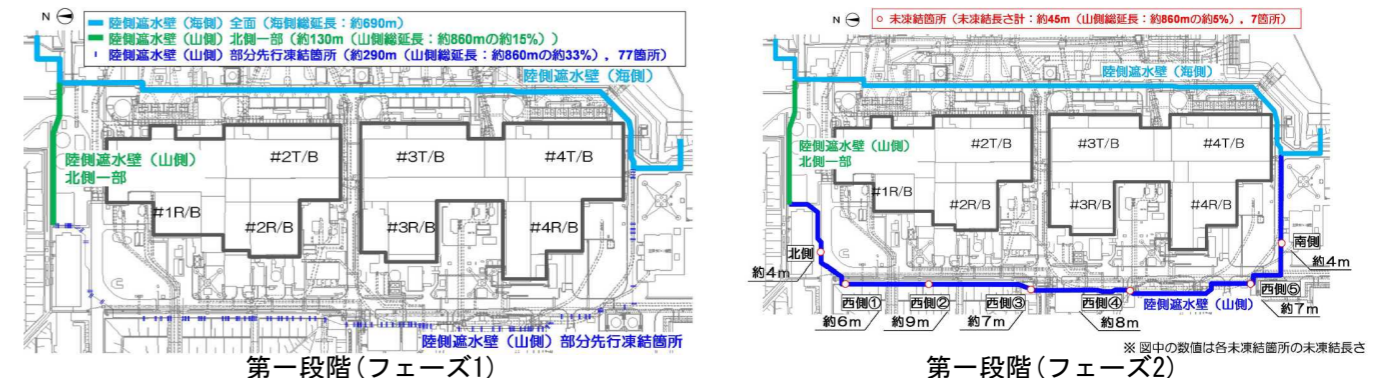 N
陸側遮水壁（海側）全面（海側総延長：約690m）
陸側遮水壁（山側）北側一部（約130m（山側総延長：約860mの約15%））
陸側遮水壁（山側）部分先行凍結箇所（約290m（山側総延長：約860mの約33%），77箇所）
陸側遮水壁（海側）
陸側遮水壁（山側）
北側一部
#1R/B
#2T/B
#2R/B
#3T/B
#3R/B
#4T/B
#4R/B
陸側遮水壁（山側）部分先行凍結箇所
第一段階(フェーズ1)
N
未凍結箇所（未凍結長さ計：約45m（山側総延長：約860mの約5%），7箇所）
陸側遮水壁（海側）
陸側遮水壁（山側）
北側一部
#1R/B
#2T/B
#2R/B
#3T/B
#3R/B
#4T/B
#4R/B
北側
約4m
西側①
約6m
西側②
約9m
西側③
約7m
西側④
約8m
陸側遮水壁（山側）
西側⑤
約7m
南側
約4m
※ 図中の数値は各未凍結箇所の未凍結長さ
第一段階(フェーズ2)